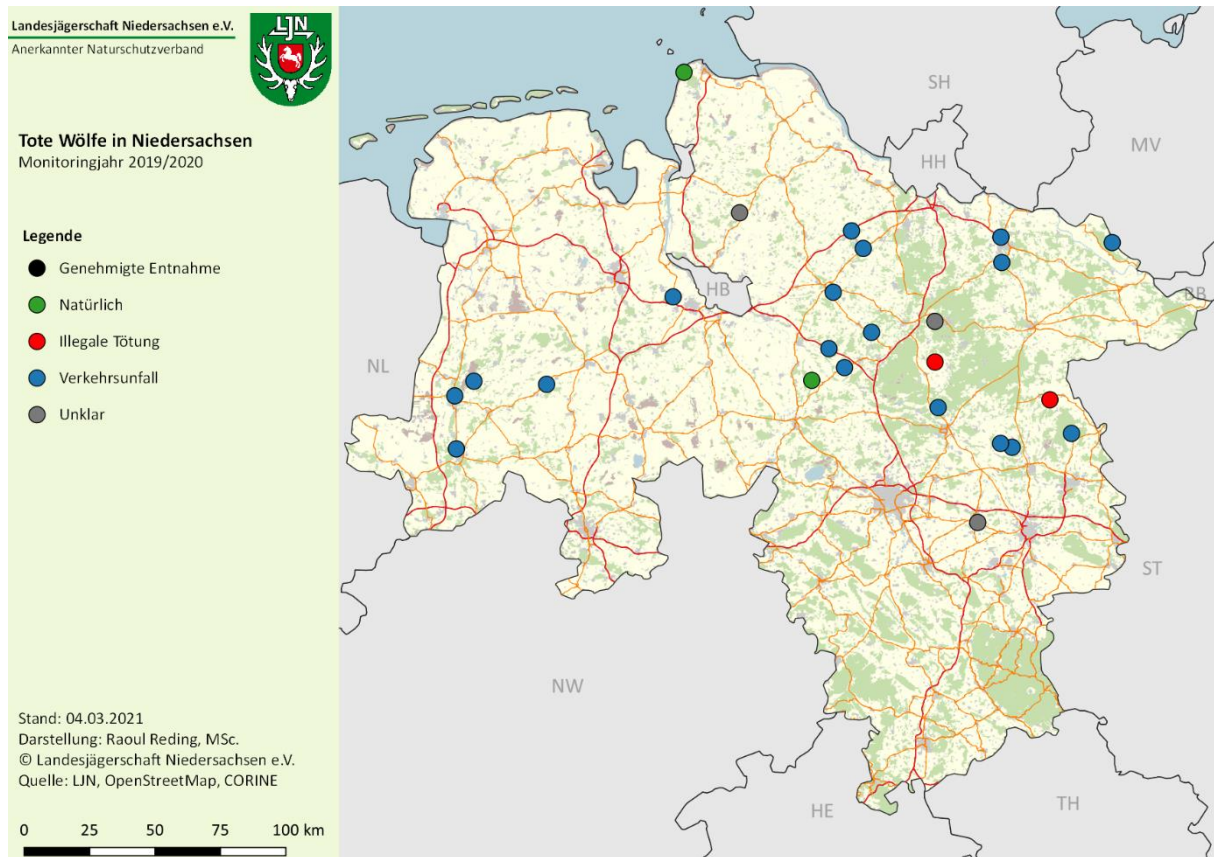 Landesjägerschaft Niedersachsen e.V.
Anerkannter Naturschutzverband
LJN
Tote Wölfe in Niedersachsen
Monitoringjahr 2019/2020
Legende
Genehmigte Entnahme
Natürlich
Illegale Tötung
Verkehrsunfall
Unklar
Stand: 04.03.2021
Darstellung: Raoul Reding, MSc.
© Landesjägerschaft Niedersachsen e.V.
Quelle: LJN, OpenStreetMap, CORINE
0 25 50 75 100 km
SH
MV
HH
HB
BB
NL
ST
NW
HE
TH